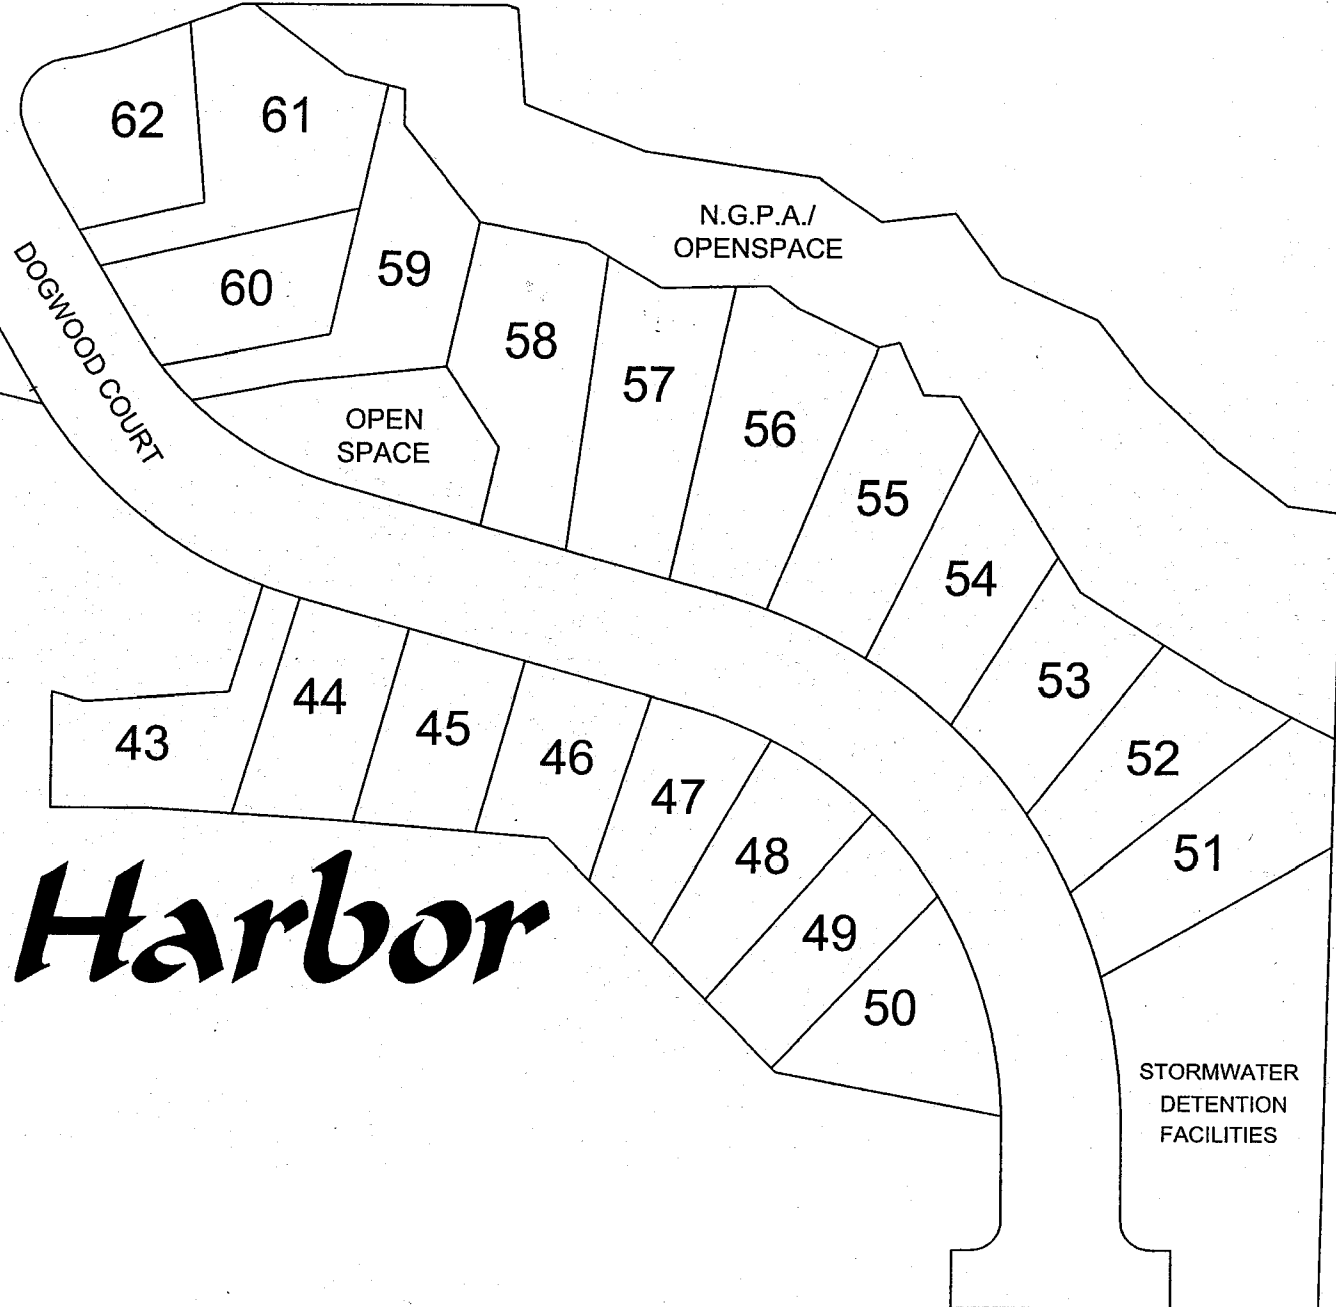 62
61
N.G.P.A./
OPENSPACE
60
59
DOGWOOD COURT
58
57
56
OPEN
SPACE
55
54
53
52
51
44
43
45
46
47
48
49
50
Harbor
STORMWATER
DETENTION
FACILITIES